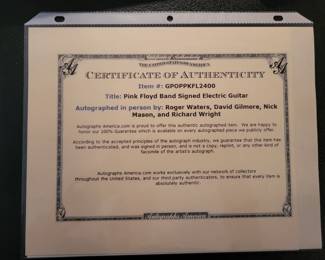 CERTIFICATE OF AUTHENTICITY
Item #: GPOPPKFL2400
Title: Pink Floyd Band Signed Electric Guitar
Autographed in person by: Roger Waters, David Gilmore, Nick
Mason, and Richard Wright
Autographs America.com is proud to offer this authentic autographed item. We are happy to
honor our 100% Guarantee which is available on every autographed piece we publicly offer.
According to the accepted principles of the autograph industry, we guarantee that this item has
been authenticated, and was signed in person, and is not a copy, reprint, or any other kind of
facsimile of the artist's autograph.
Autographs America.com works exclusively with our network of collectors
throughout the United States, and our third party authenticators, to ensure that every item is
absolutely authentic.
Autographs America